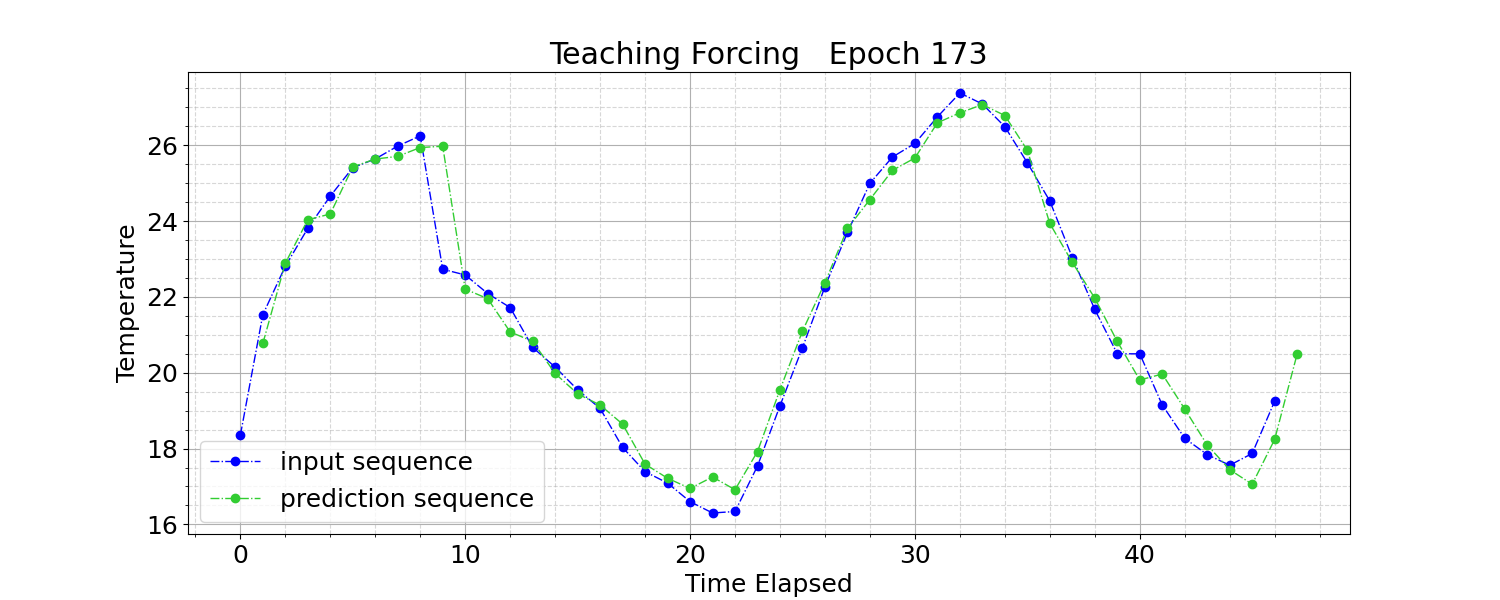 Teaching Forcing   Epoch 173
Temperature
26
24
22
20
18
16
input sequence
prediction sequence
0 10 20 30 40
Time Elapsed